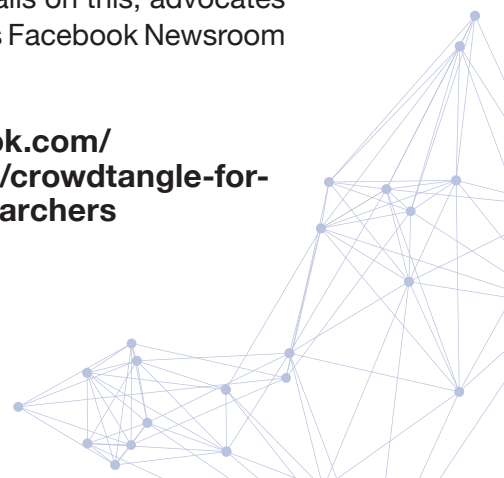 ails on this, advocates
s Facebook Newsroom
ok.com/
/crowdtangle-for-
archers